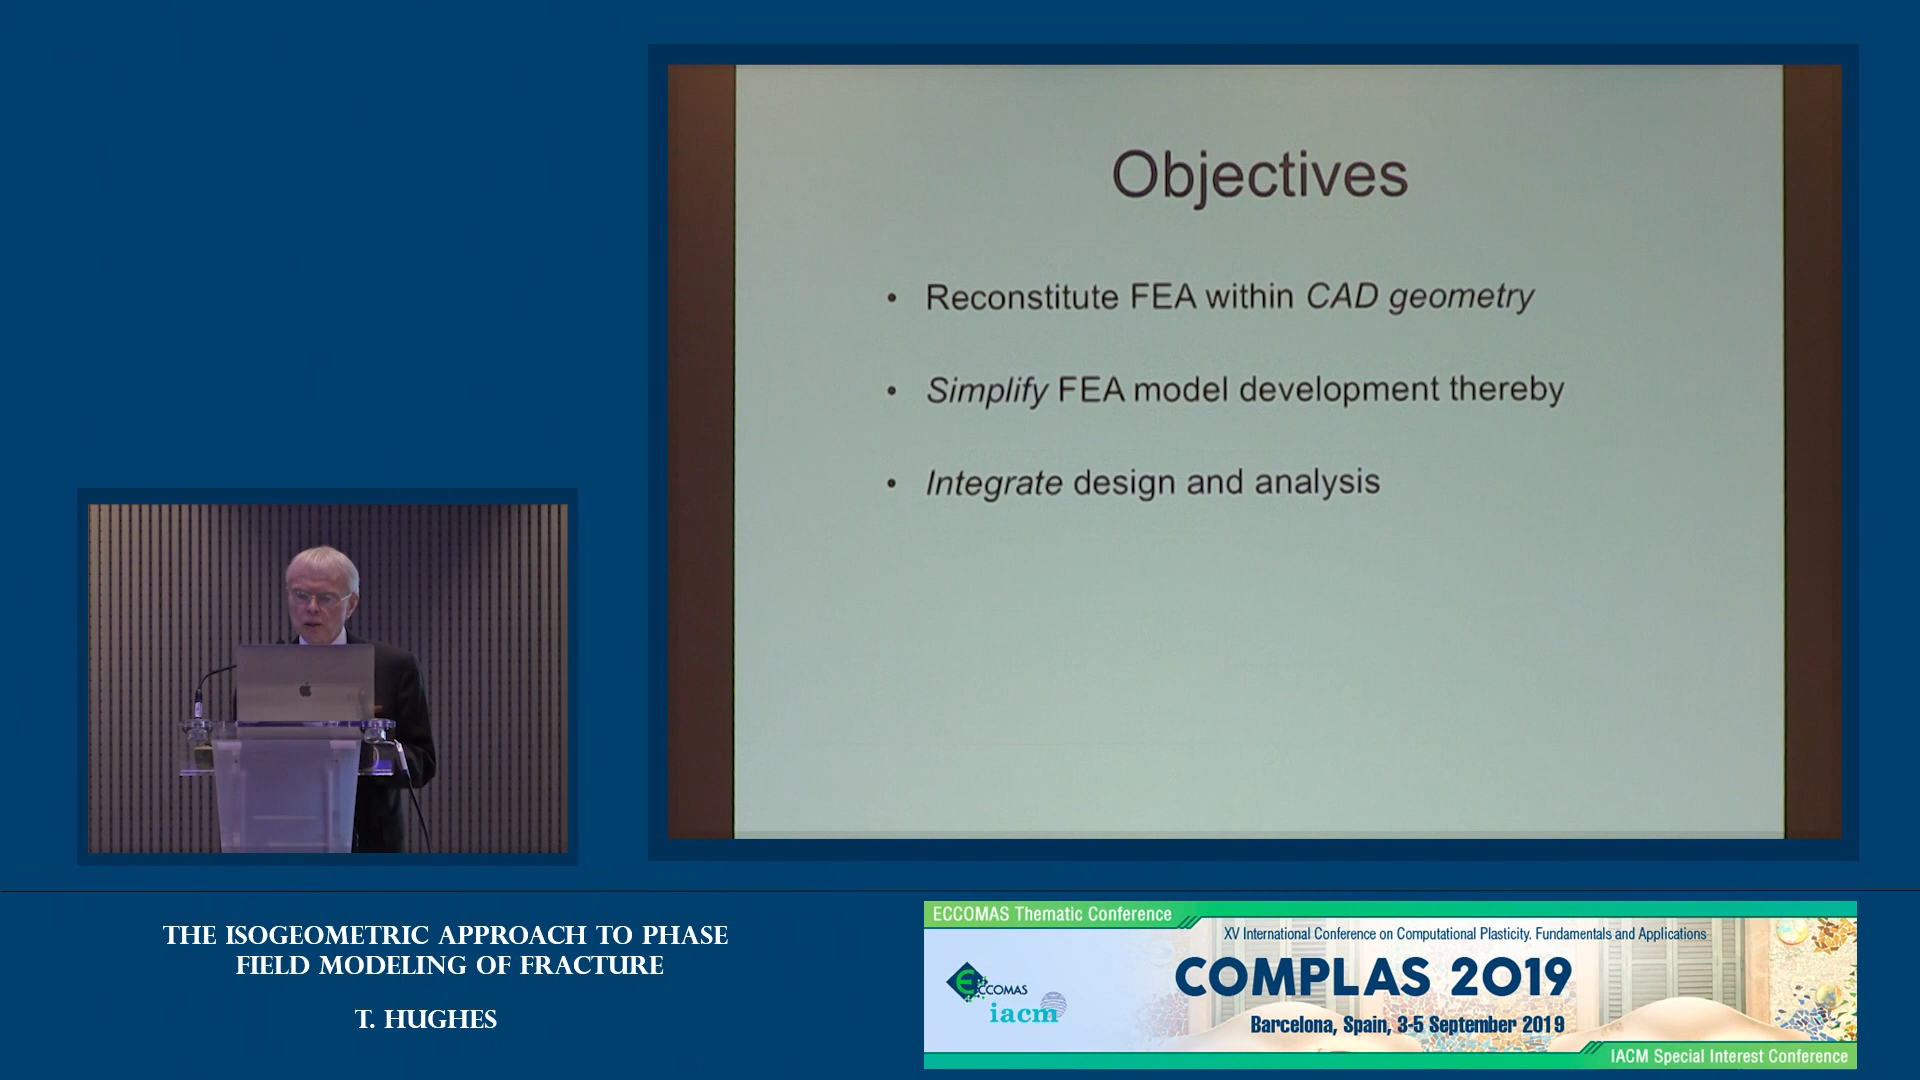 Objectives
• Reconstitute FEA within CAD geometry
• Simplify FEA model development thereby
• Integrate design and analysis
THE ISOGEOMETRIC APPROACH TO PHASE
FIELD MODELING OF FRACTURE
T. HUGHES
ECCOMAS Thematic Conference
XV International Conference on Computational Plasticity. Fundamentals and Applications
ECCOMAS
iacm
COMPLAS 2019
Barcelona, Spain, 3-5 September 2019
IACM Special Interest Conference